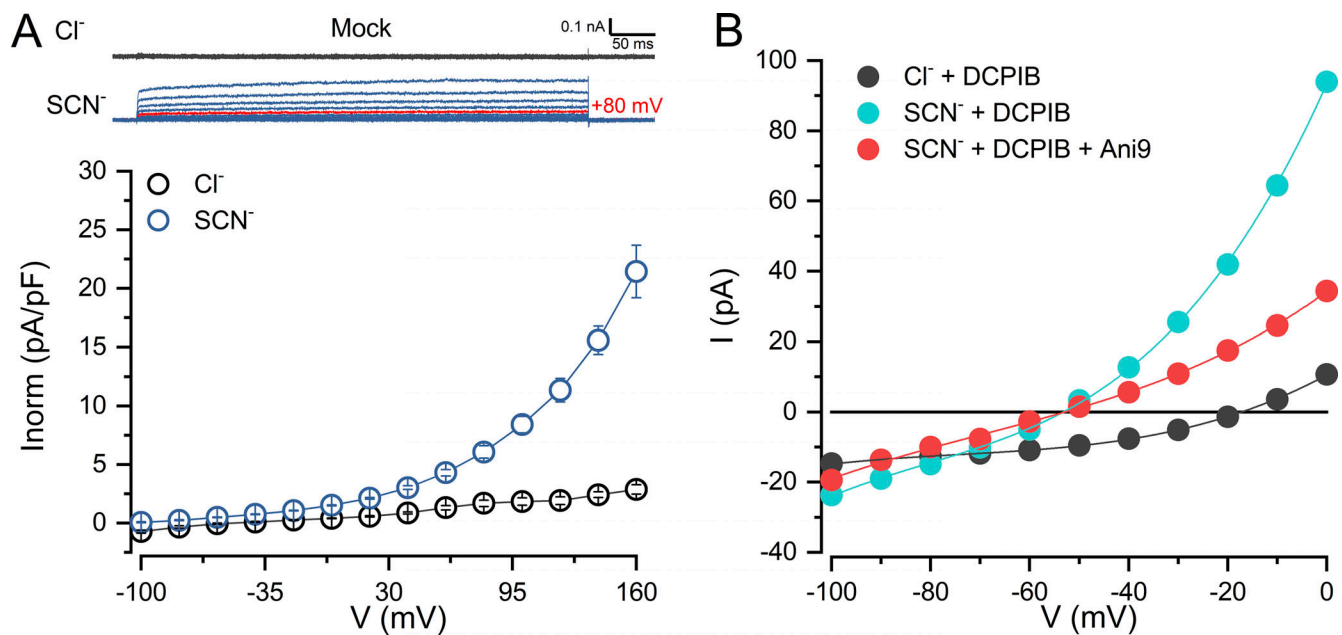 A
Cl-
Mock
0.1 nA
50 ms
SCN-
+80 mV
30
25
20
15
10
5
0
Inorm (pA/pF)
Cl-
SCN-
-100
-35
30
95
160
V (mV)
B
100
80
60
40
20
0
-20
-40
I (pA)
Cl- + DCPIB
SCN- + DCPIB
SCN- + DCPIB + Ani9
-100
-80
-60
-40
-20
0
V (mV)